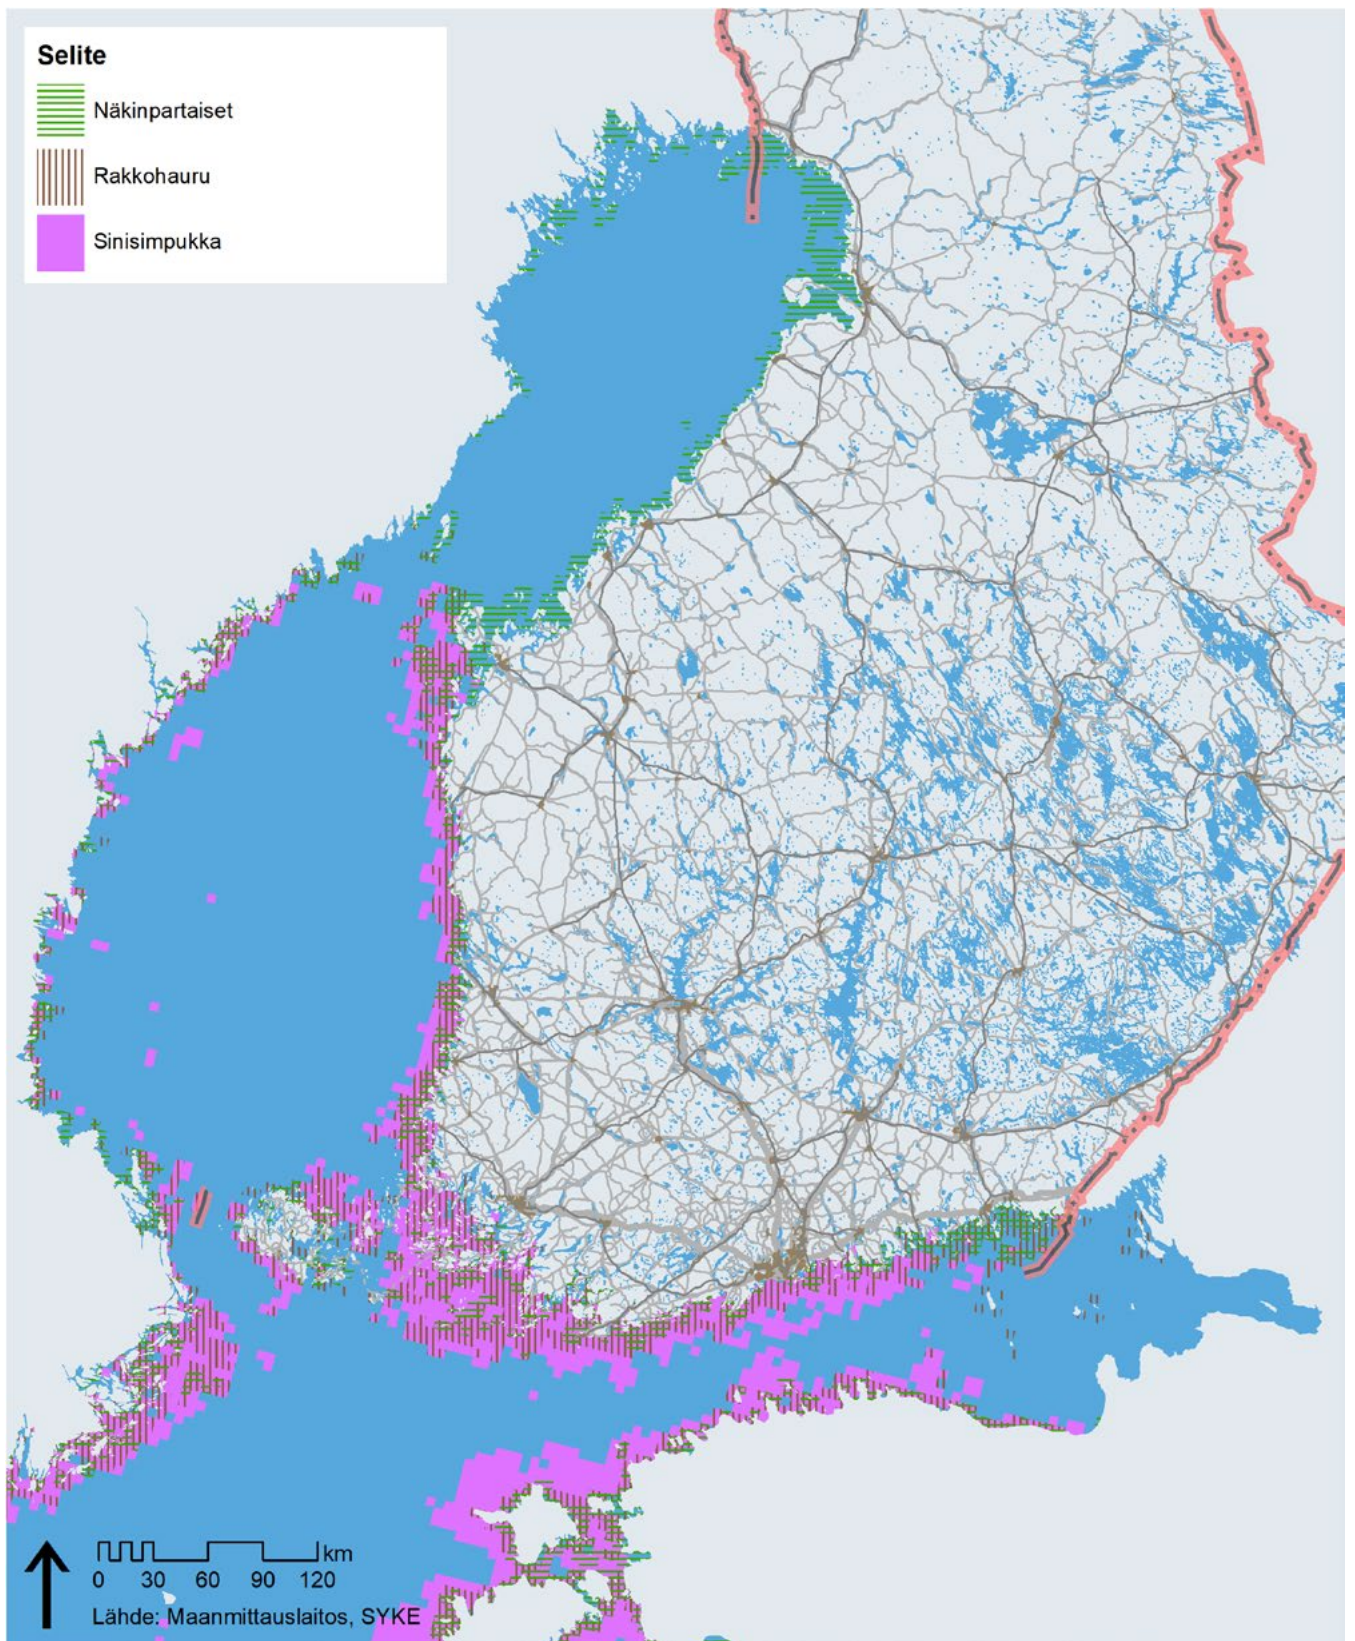 Selite
Näkinpartaiset
Rakkohauru
Sinisimpukka
km
0 30 60 90 120
Lähde: Maanmittauslaitos, SYKE